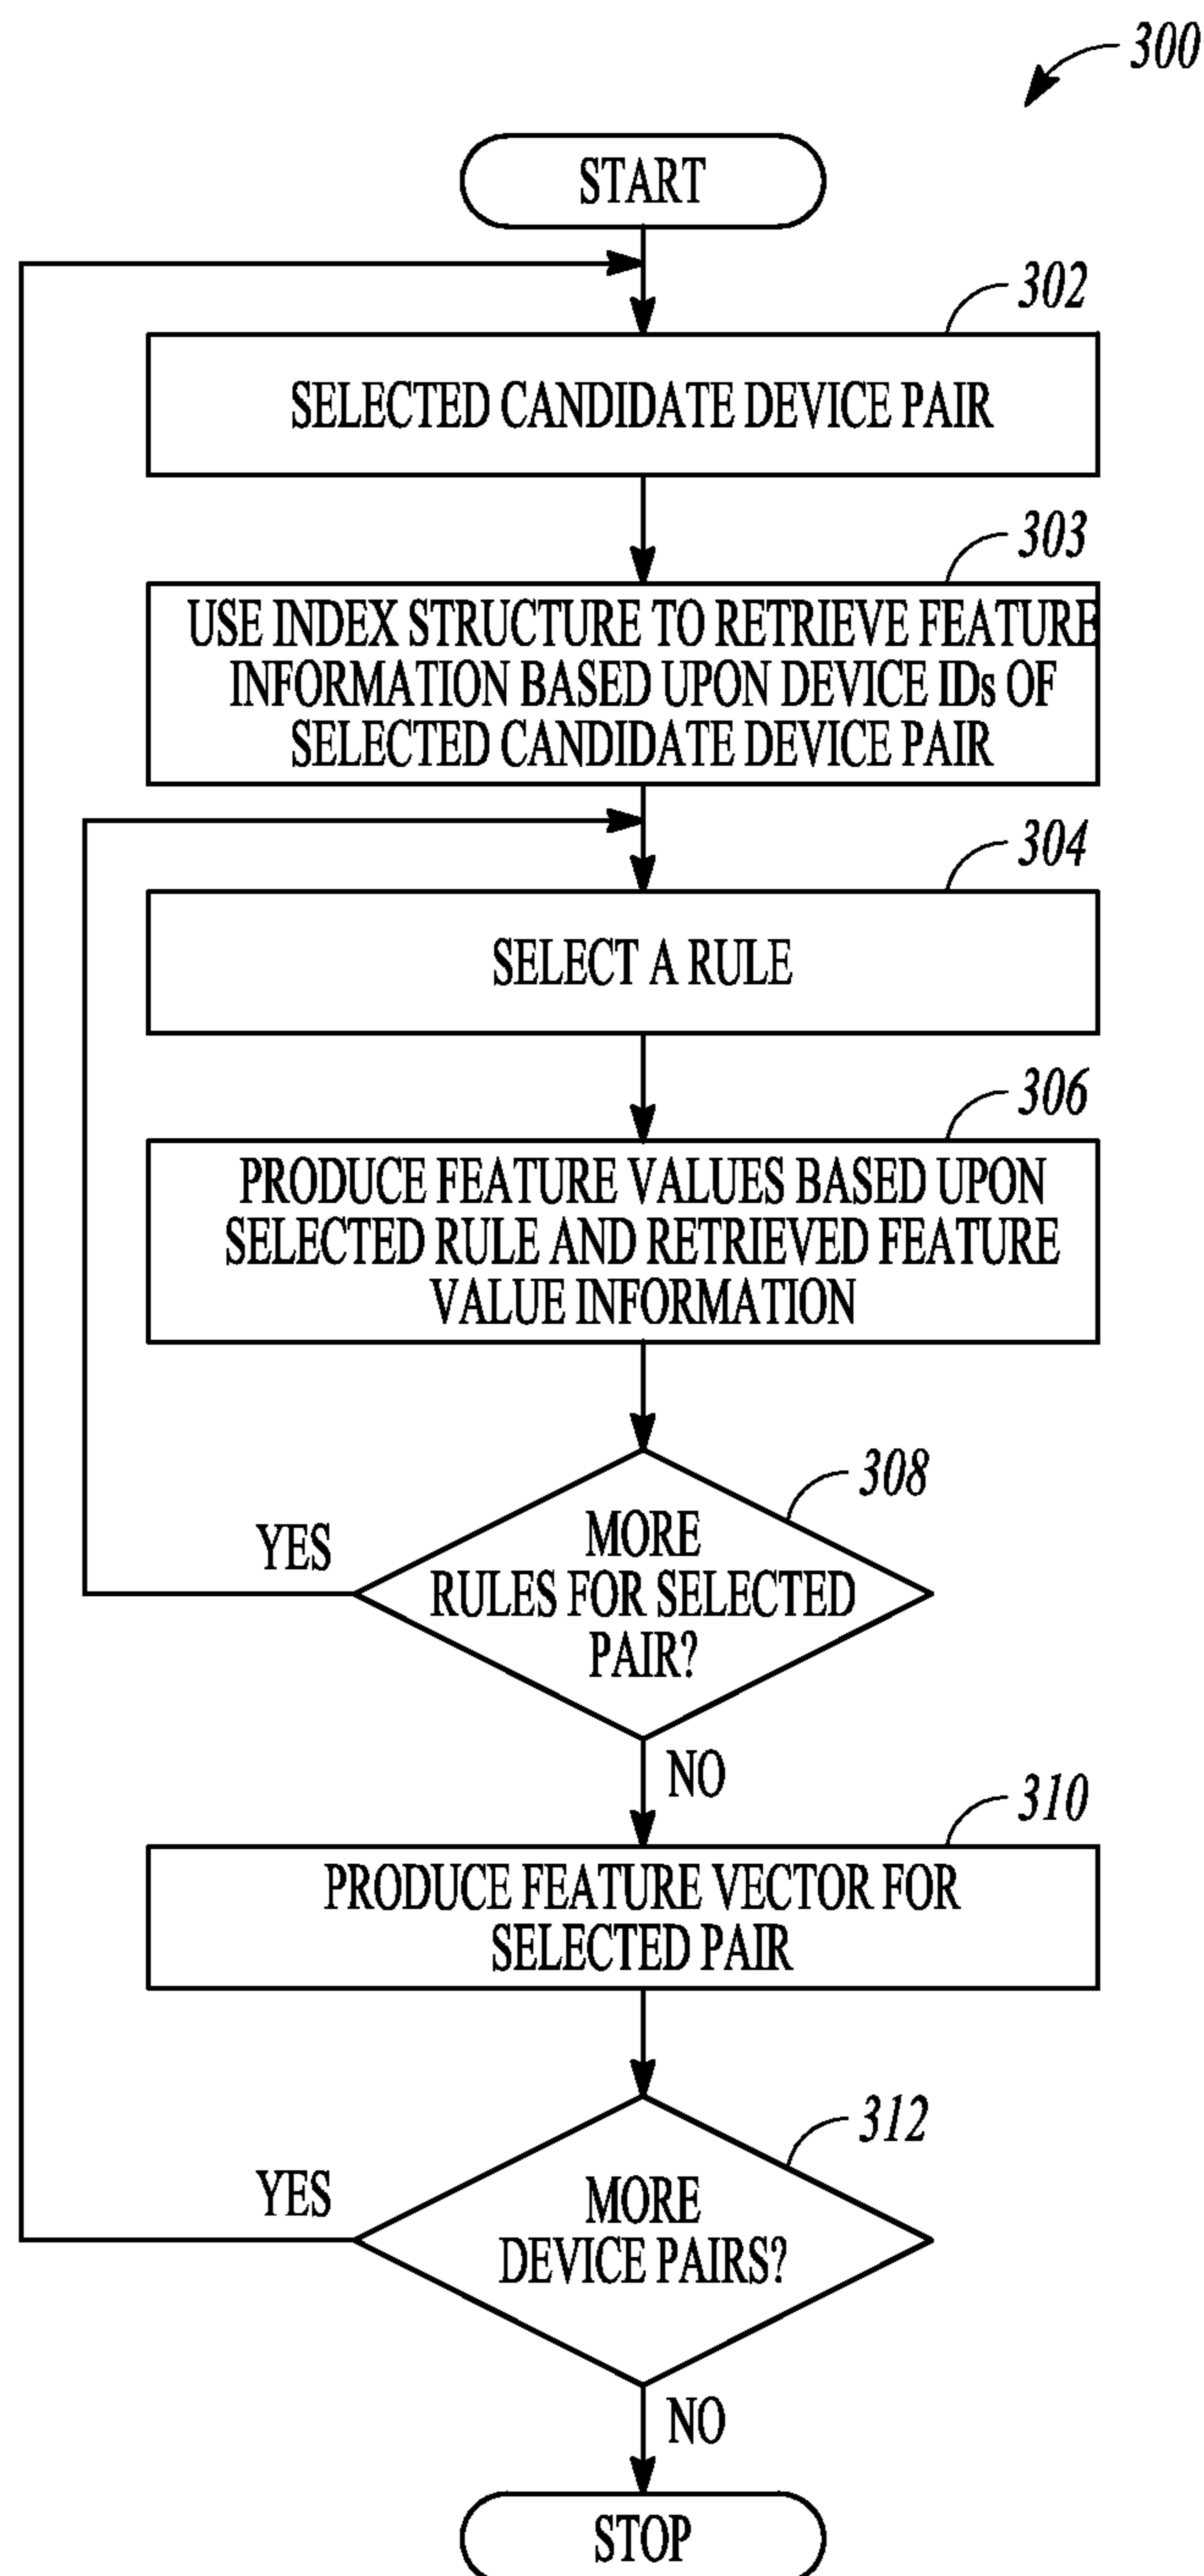 300
START
302
SELECTED CANDIDATE DEVICE PAIR
303
USE INDEX STRUCTURE TO RETRIEVE FEATURE
INFORMATION BASED UPON DEVICE IDs OF
SELECTED CANDIDATE DEVICE PAIR
304
SELECT A RULE
306
PRODUCE FEATURE VALUES BASED UPON
SELECTED RULE AND RETRIEVED FEATURE
VALUE INFORMATION
308
YES
MORE
RULES FOR SELECTED
PAIR?
NO
310
PRODUCE FEATURE VECTOR FOR
SELECTED PAIR
312
YES
MORE
DEVICE PAIRS?
NO
STOP